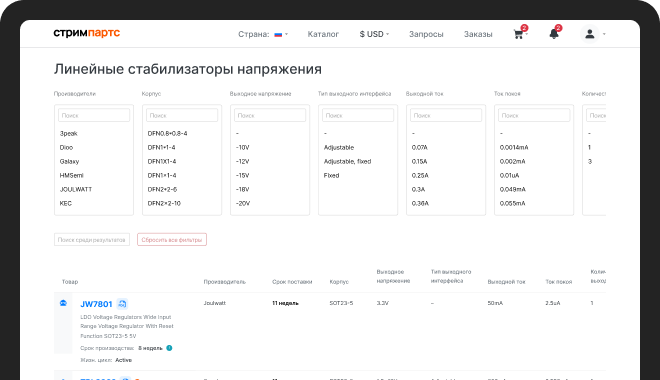 стримпартс
Страна:
Каталог
$ USD
Запросы
Заказы
2
2
Линейные стабилизаторы напряжения
Производители
Корпус
Выходное напряжение
Тип выходного интерфейса
Выходной ток
Ток покоя
Количест
Поиск
Поиск
Поиск
Поиск
Поиск
Поиск
Поиск
3peak
DFN0.8*0.8-4
-
-
-
-
-
Dioo
DFN1*1-4
-10V
Adjustable
0.07A
0.0014mA
1
Galaxy
DFN1X1-4
-12V
Adjustable, fixed
0.15A
0.002mA
3
HMSemi
DFN1×1-4
-15V
Fixed
0.25A
0.01uA
JOULWATT
DFN2*2-6
-18V
0.3A
0.049mA
KEC
DFN2*2-10
-20V
0.36A
0.055mA
Поиск среди результатов
Сбросить все фильтры
Товар
Производитель
Срок поставки
Корпус
Выходное напряжение
Тип выходного интерфейса
Выходной ток
Ток покоя
Колич
выход
JW7801
Joulwatt
11 недель
SOT23-5
3.3V
-
50mA
2.5uA
1
LDO Voltage Regulators Wide Input
Range Voltage Regulator With Reset
Function SOT23-5 5V
Срок производства: 8 недель
Жизн. цикл: Active